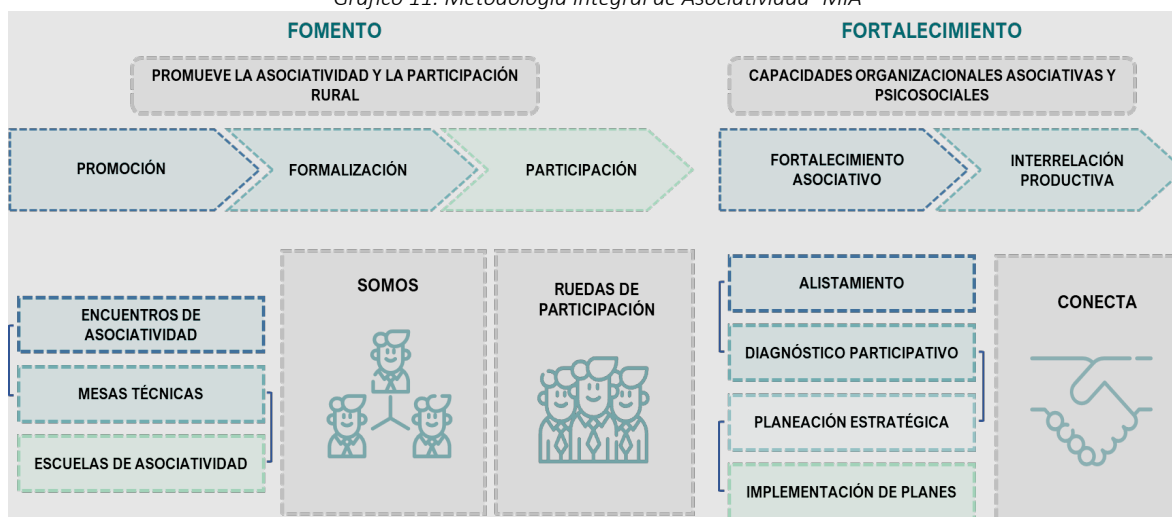 Gráfico 11. Metodología Integral de Asociatividad -MIA
FOMENTO
PROMUEVE LA ASOCIATIVIDAD Y LA PARTICIPACIÓN
RURAL
PROMOCIÓN
FORMALIZACIÓN
PARTICIPACIÓN
ENCUENTROS DE
ASOCIATIVIDAD
MESAS TÉCNICAS
ESCUELAS DE ASOCIATIVIDAD
SOMOS
RUEDAS DE
PARTICIPACIÓN
FORTALECIMIENTO
CAPACIDADES ORGANIZACIONALES ASOCIATIVAS Y
PSICOSOCIALES
FORTALECIMIENTO
ASOCIATIVO
INTERRELACIÓN
PRODUCTIVA
ALISTAMIENTO
DIAGNÓSTICO PARTICIPATIVO
PLANEACIÓN ESTRATÉGICA
IMPLEMENTACIÓN DE PLANES
CONECTA